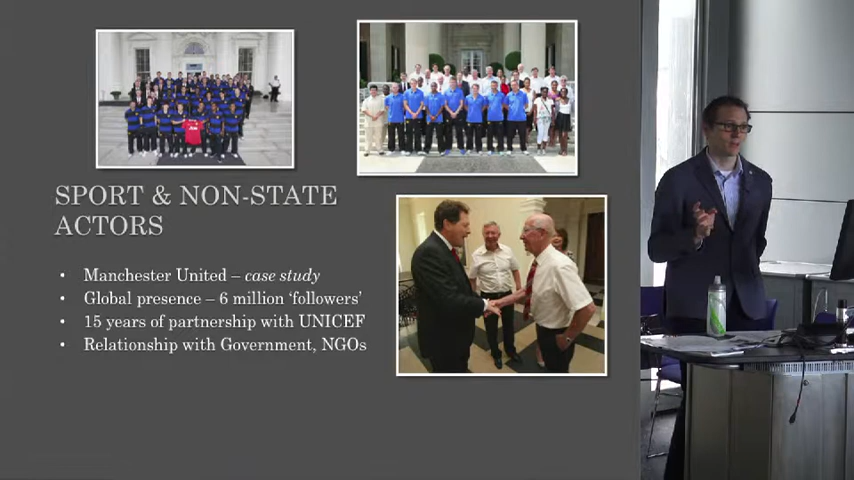 SPORT & NON-STATE
ACTORS
• Manchester United – case study
• Global presence – 6 million ‘followers’
• 15 years of partnership with UNICEF
• Relationship with Government, NGOs